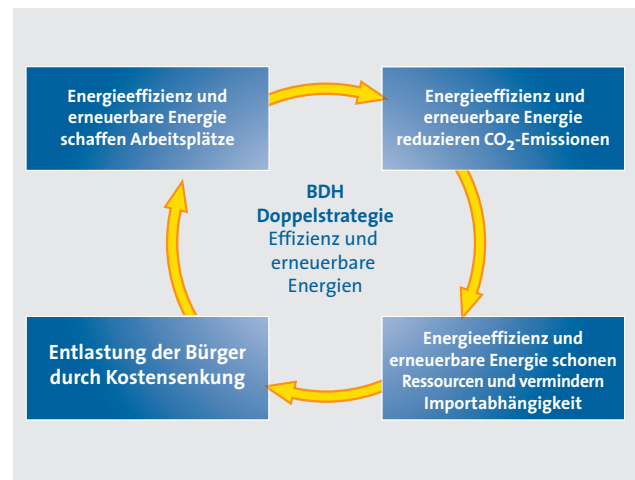 Energieeffizienz und
erneuerbare Energie
schaffen Arbeitsplätze
Energieeffizienz und
erneuerbare Energie
reduzieren CO₂-Emissionen
BDH
Doppelstrategie
Effizienz und
erneuerbare
Energien
Entlastung der Bürger
durch Kostensenkung
Energieeffizienz und
erneuerbare Energie schonen
Ressourcen und vermindern
Importabhängigkeit